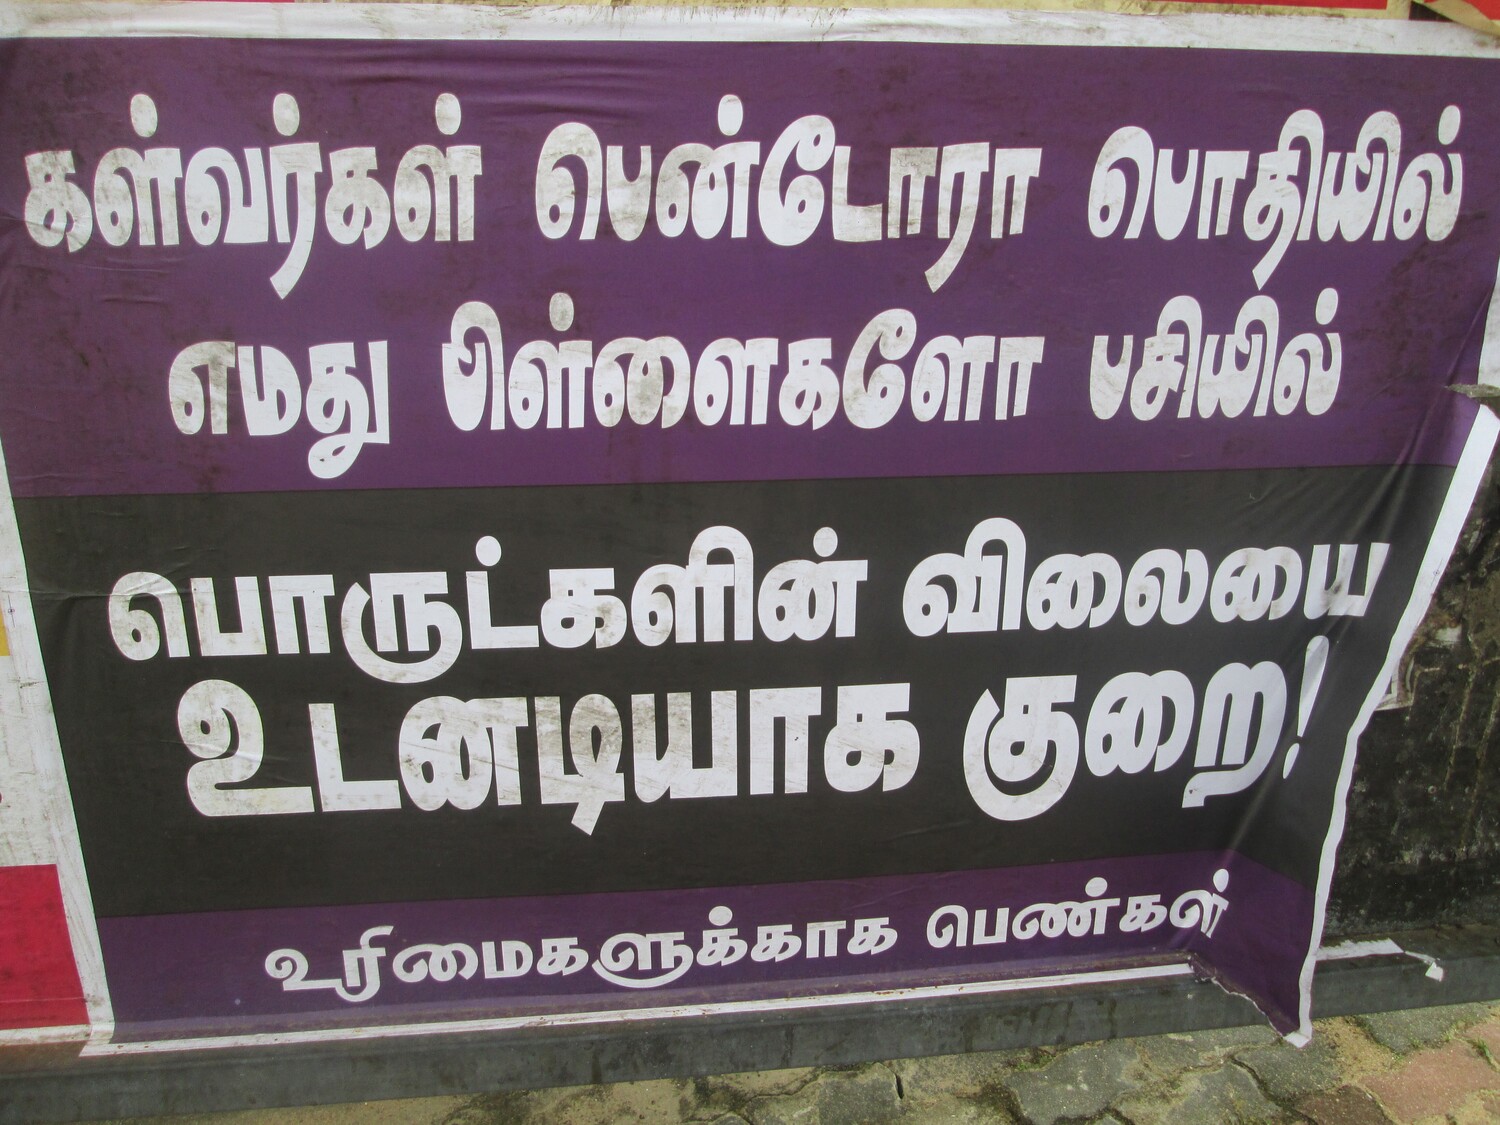 கள்வர்கள் பென்டோரா பொதியில்
எமது பிள்ளைகளோ பசியில்
பொருட்களின் விலையை
உடனடியாக குறை!
உரிமைகளுக்காக பெண்கள்